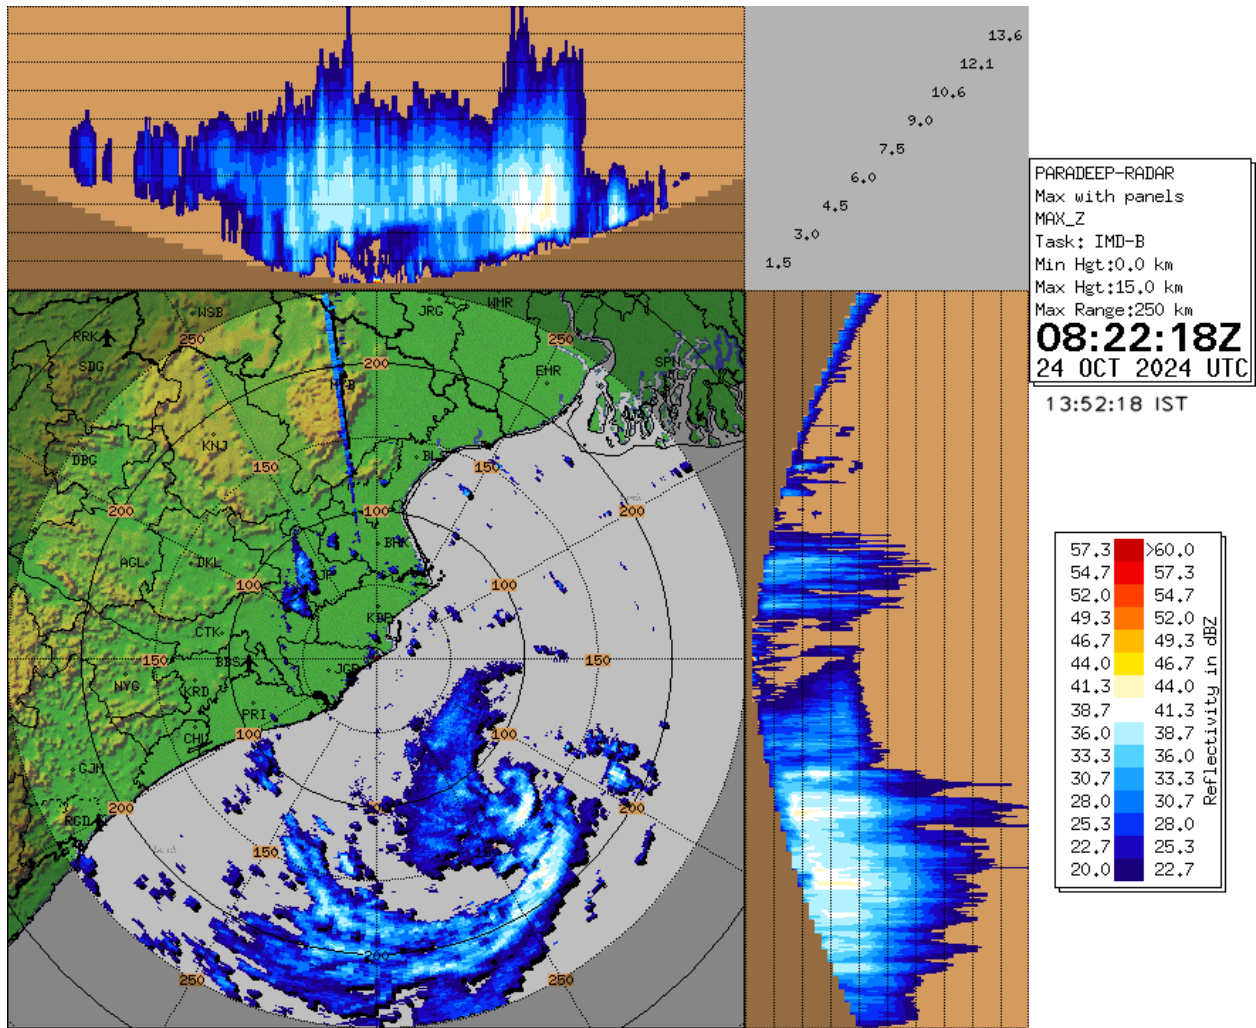 13.6
12.1
10.6
9.0
7.5
6.0
4.5
3.0
1.5
PARADEEP-RADAR
Max with panels
MAX_Z
Task: IMD-B
Min Hgt:0.0 km
Max Hgt:15.0 km
Max Range:250 km
08:22:18Z
24 OCT 2024 UTC
13:52:18 IST
WMR
WSB
JRG
RRK
250
250
SDG
200
SPN
EMR
KNJ
DBG
BLS
150
150
200
100
200
BHK
AGL
DKL
100
100
KDP
CTK
150
BBS
150
JGP
NYG
KRD
PRI
CHL
100
100
GJM
200
200
RGD
150
200
250
250
57.3 >60.0
54.7 57.3
52.0 54.7
49.3 52.0
46.7 49.3
44.0 46.7
41.3 44.0
38.7 41.3
36.0 38.7
33.3 36.0
30.7 33.3
28.0 30.7
25.3 28.0
22.7 25.3
20.0 22.7
Reflectivity in dBZ